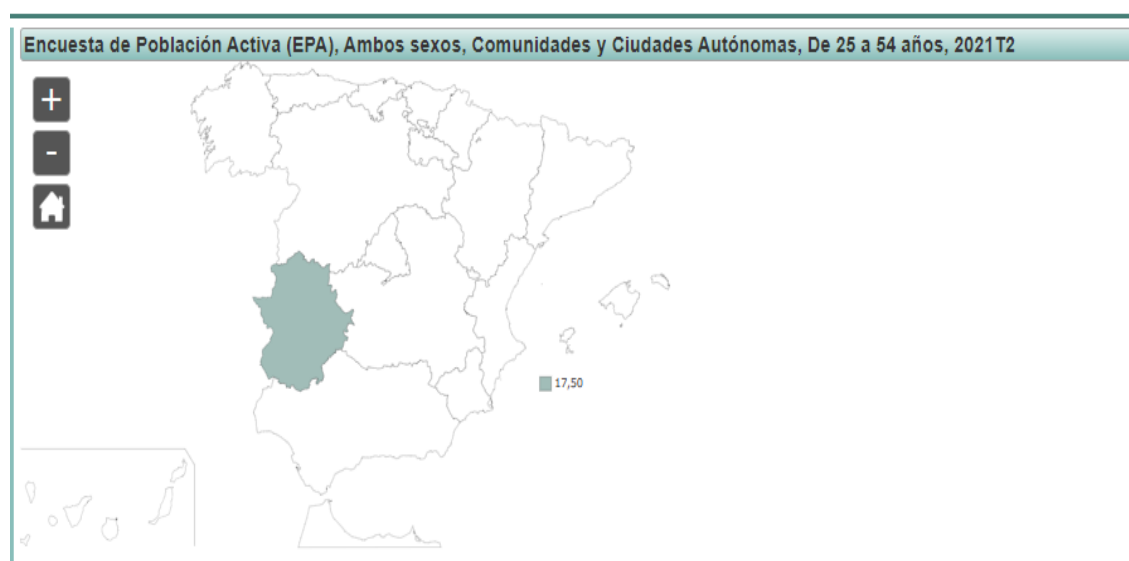 Encuesta de Población Activa (EPA), Ambos sexos, Comunidades y Ciudades Autónomas, De 25 a 54 años, 2021T2
+
-
17,50